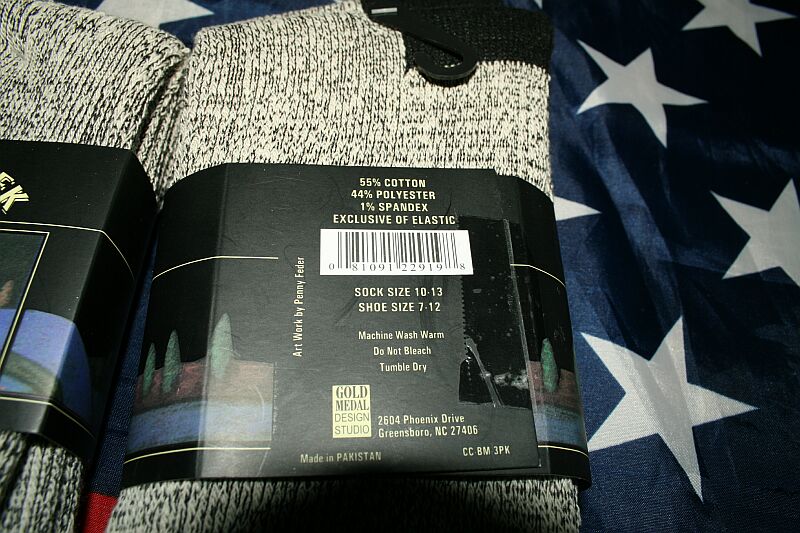 EK
55% COTTON
44% POLYESTER
1% SPANDEX
EXCLUSIVE OF ELASTIC
0 81091 22919 8
Art Work by Penny Feder
SOCK SIZE 10-13
SHOE SIZE 7-12
Machine Wash Warm
Do Not Bleach
Tumble Dry
GOLD
MEDAL
DESIGN
STUDIO
2604 Phoenix Drive
Greensboro, NC 27406
Made in PAKISTAN
CC BM 3PK